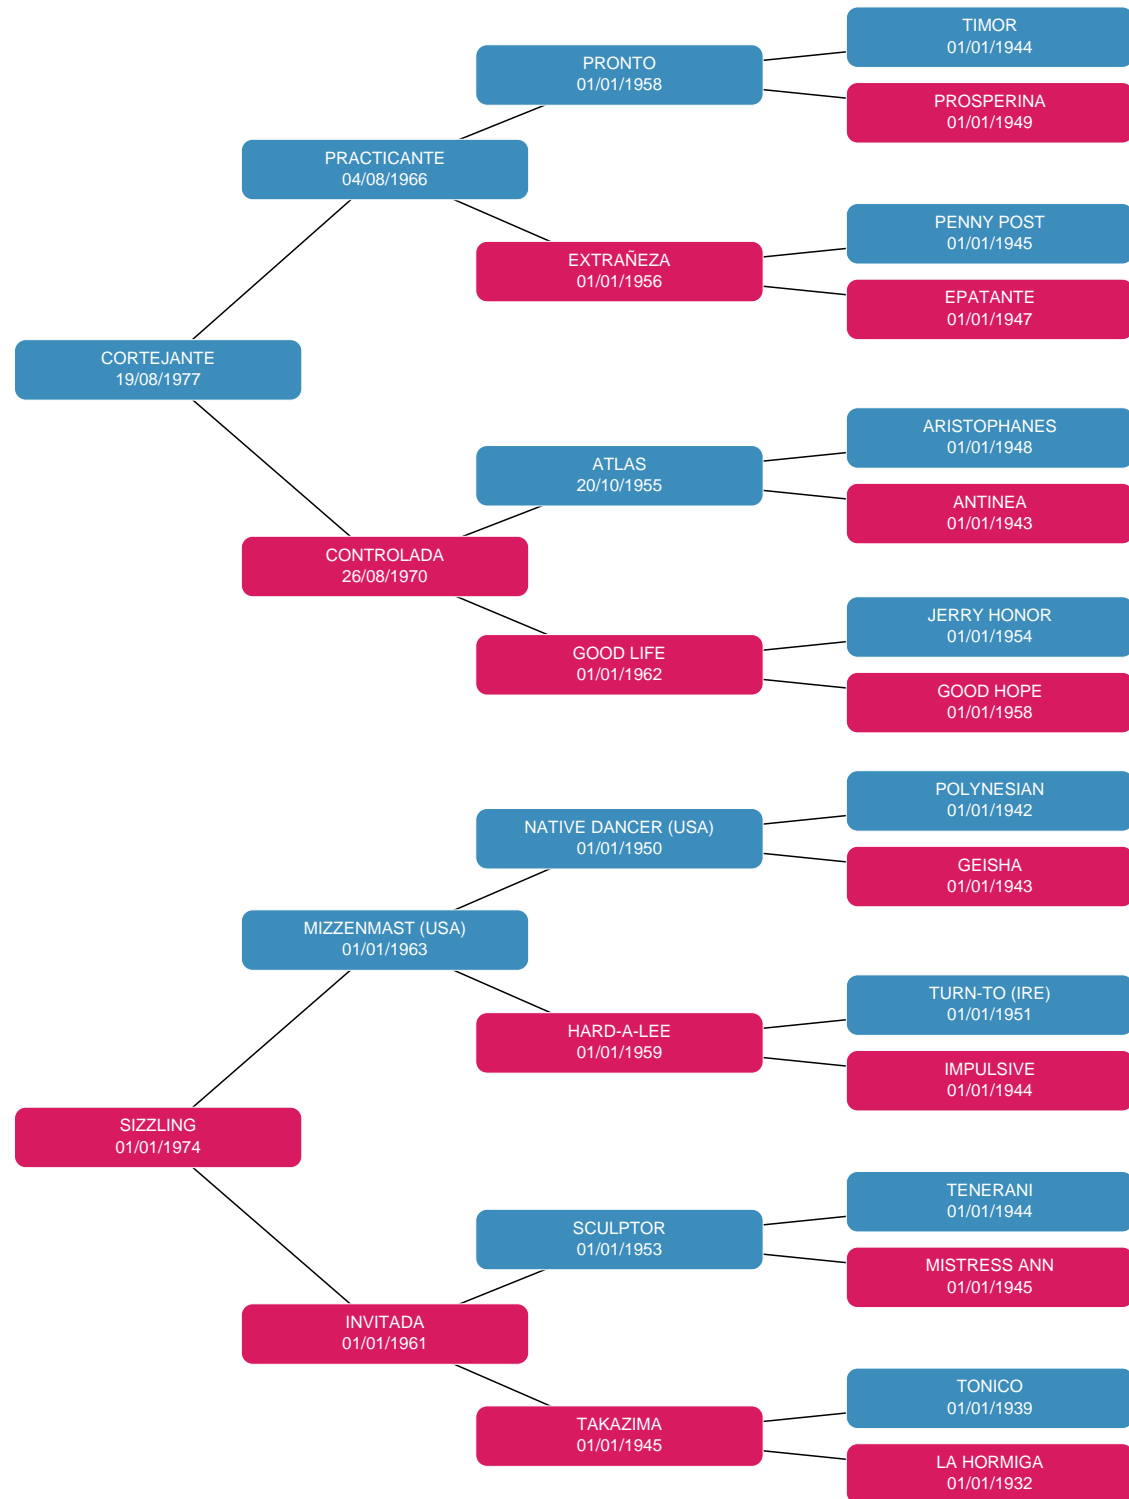 TIMOR
01/01/1944
PRONTO
01/01/1958
PROSPERINA
01/01/1949
PRACTICANTE
04/08/1966
PENNY POST
01/01/1945
EXTRAÑEZA
01/01/1956
EPATANTE
01/01/1947
CORTEJANTE
19/08/1977
ARISTOPHANES
01/01/1948
ATLAS
20/10/1955
ANTINEA
01/01/1943
CONTROLADA
26/08/1970
JERRY HONOR
01/01/1954
GOOD LIFE
01/01/1962
GOOD HOPE
01/01/1958
POLYNESIAN
01/01/1942
NATIVE DANCER (USA)
01/01/1950
GEISHA
01/01/1943
MIZZENMAST (USA)
01/01/1963
TURN-TO (IRE)
01/01/1951
HARD-A-LEE
01/01/1959
IMPULSIVE
01/01/1944
SIZZLING
01/01/1974
TENERANI
01/01/1944
SCULPTOR
01/01/1953
MISTRESS ANN
01/01/1945
INVITADA
01/01/1961
TONICO
01/01/1939
TAKAZIMA
01/01/1945
LA HORMIGA
01/01/1932